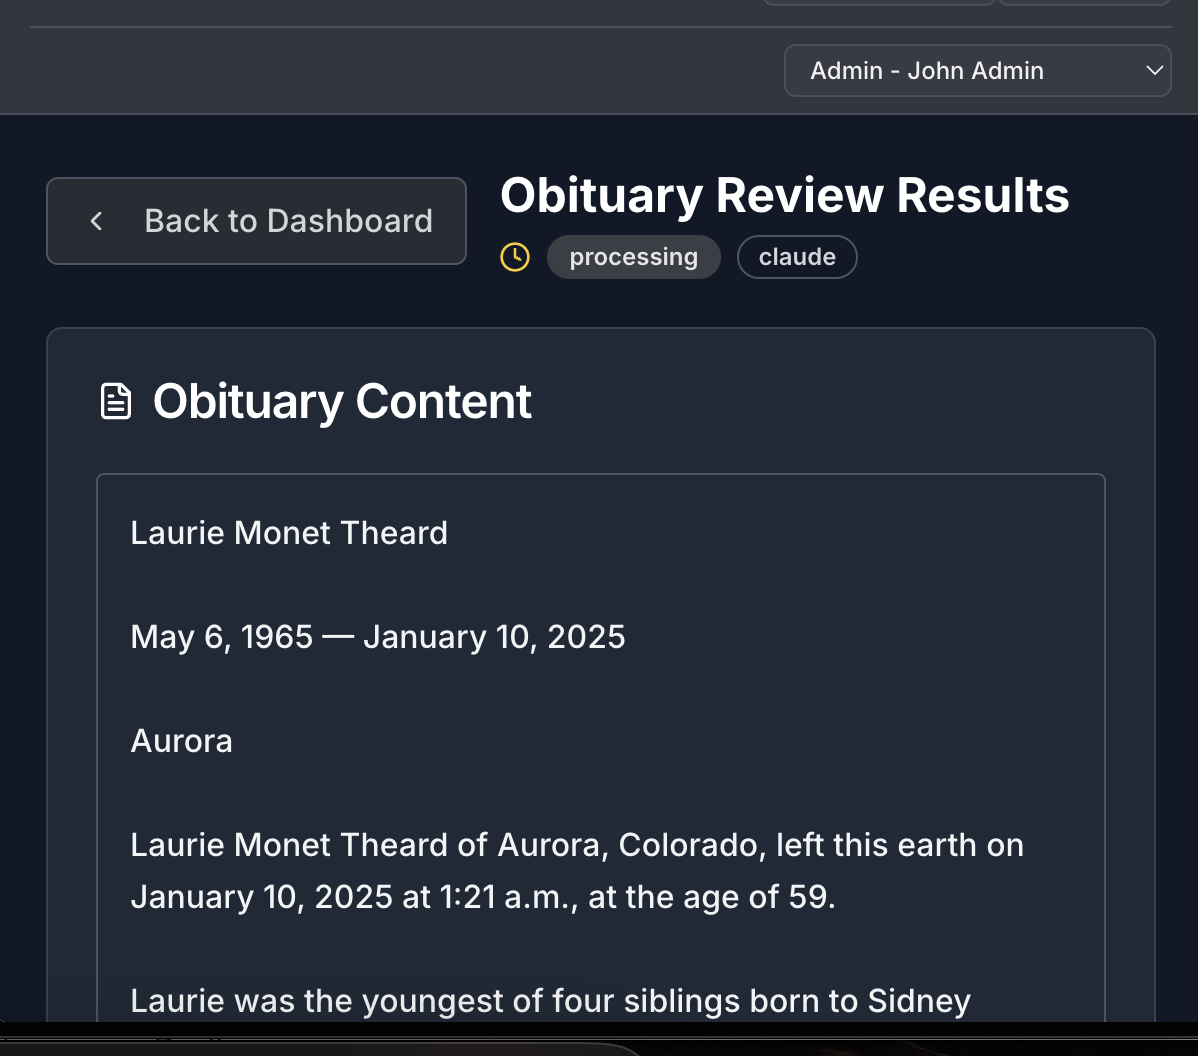 Admin - John Admin
Back to Dashboard
Obituary Review Results
processing
claude
Obituary Content
Laurie Monet Theard
May 6, 1965 — January 10, 2025
Aurora
Laurie Monet Theard of Aurora, Colorado, left this earth on
January 10, 2025 at 1:21 a.m., at the age of 59.
Laurie was the youngest of four siblings born to Sidney